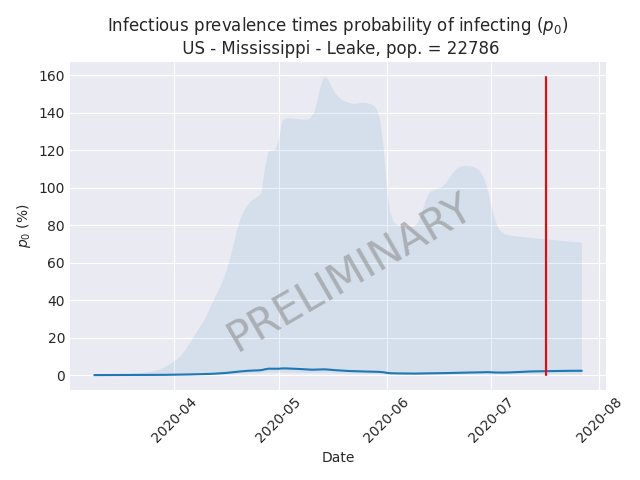 Infectious prevalence times probability of infecting (p0)
US - Mississippi - Leake, pop. = 22786
160
140
120
100
80
60
40
20
0
p0 (%)
PRELIMINARY
2020-04
2020-05
2020-06
2020-07
2020-08
Date